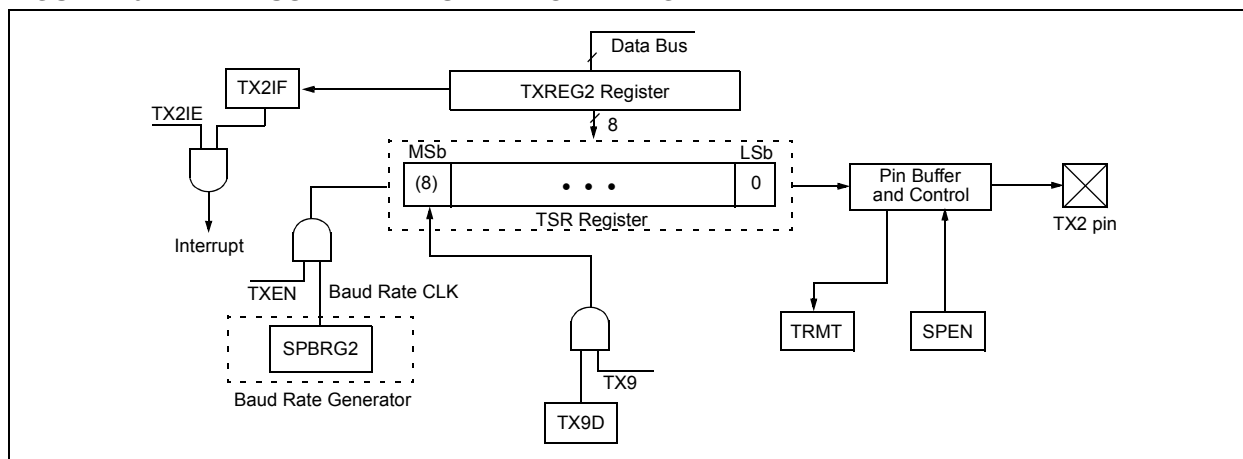 Data Bus
TX2IF
TXREG2 Register
TX2IE
8
MSb
LSb
(8)
• • •
0
Pin Buffer
and Control
TSR Register
TX2 pin
Interrupt
TXEN
Baud Rate CLK
TRMT
SPEN
SPBRG2
TX9
Baud Rate Generator
TX9D